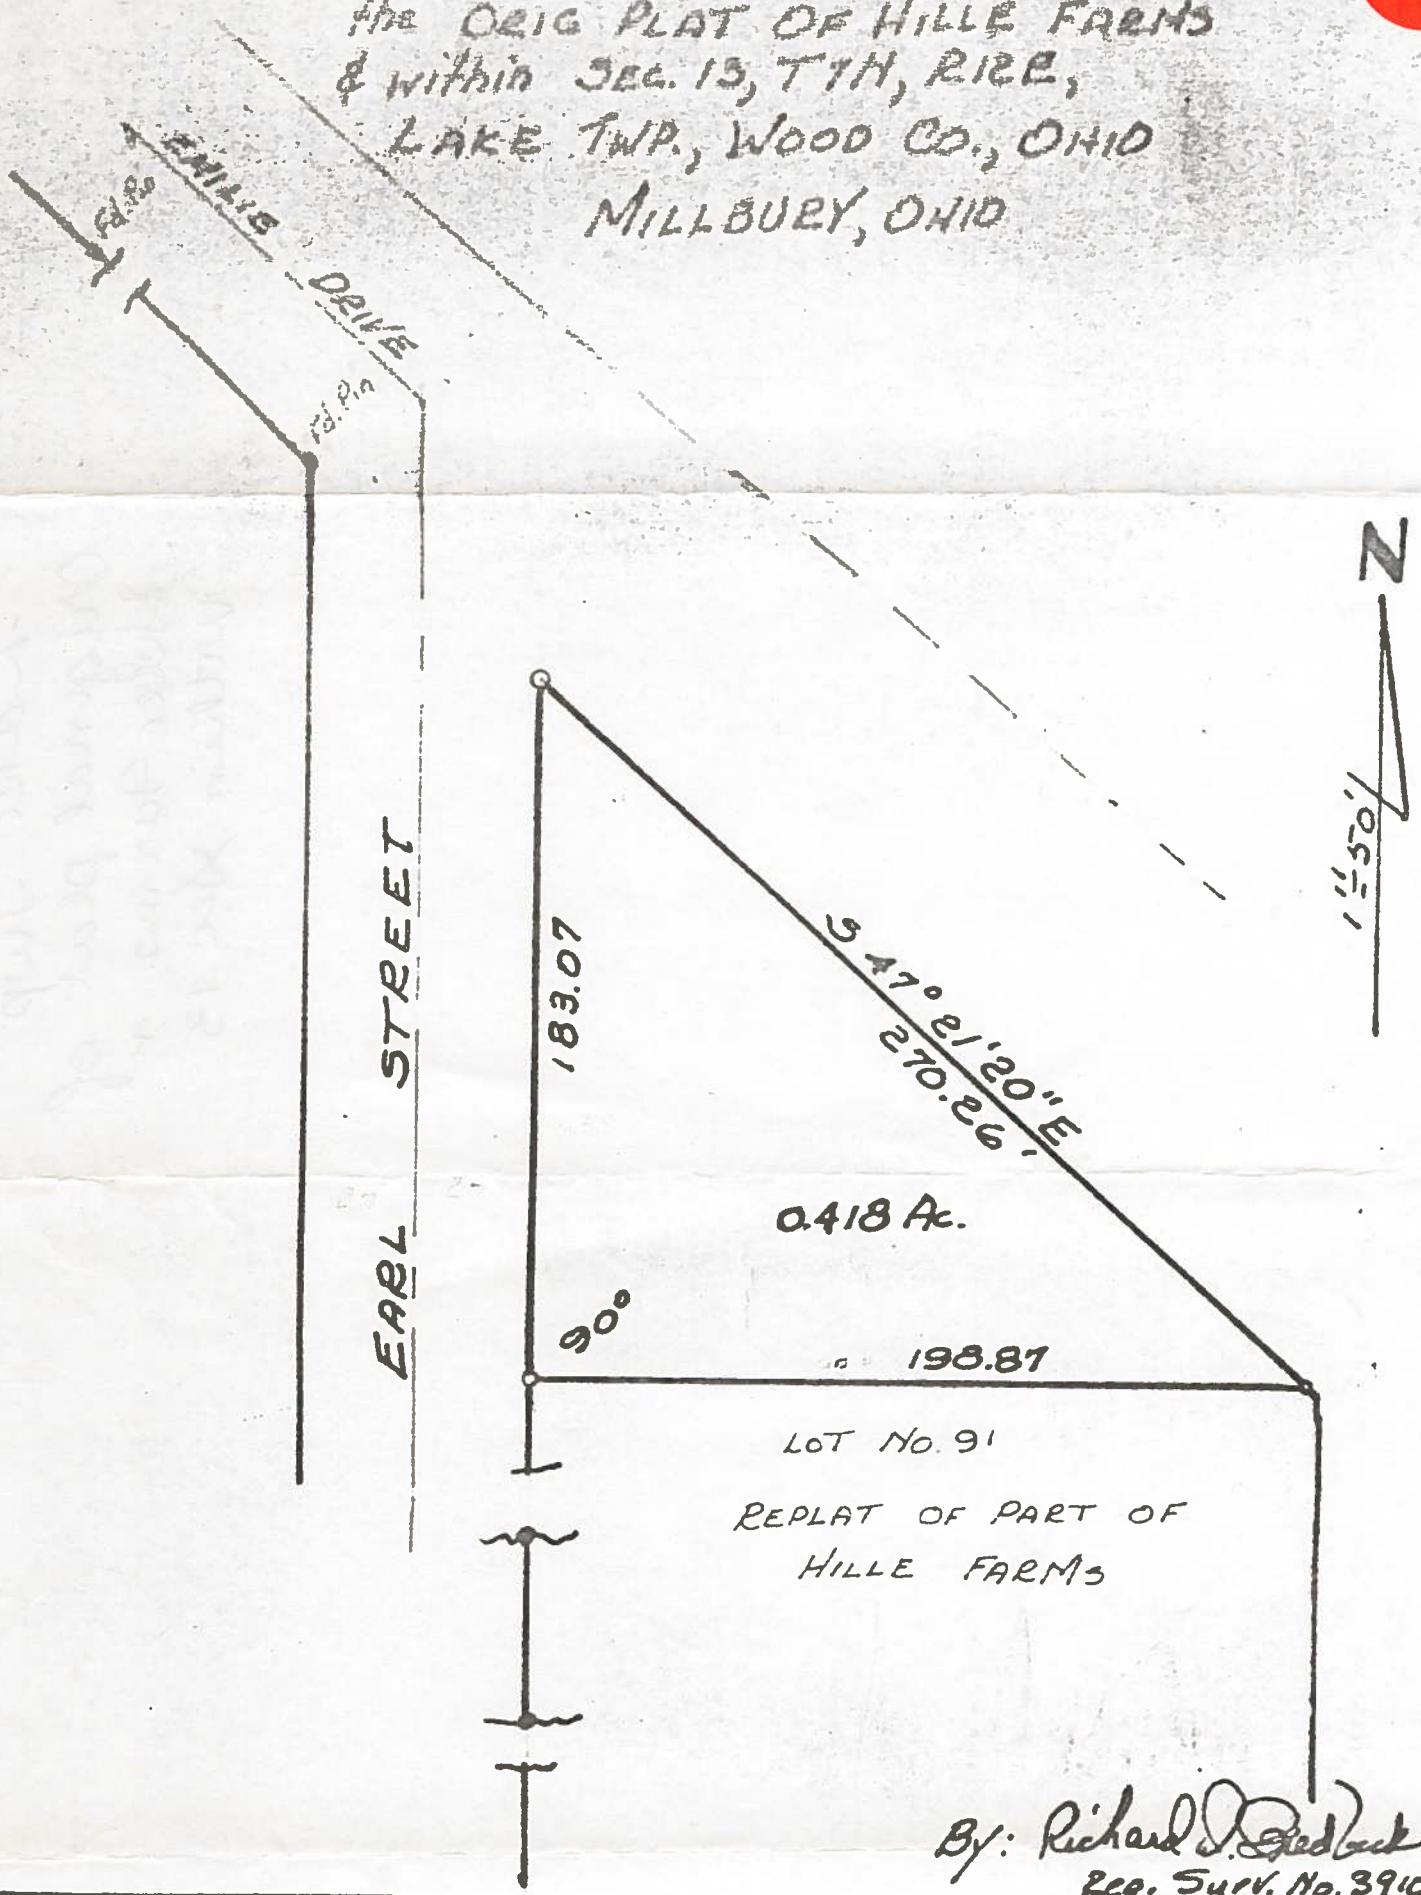 the ORIG PLAT OF HILLE FARMS
& within SEC. 13, T7N, R12E,
LAKE TWP., WOOD CO., OHIO
MILLBURY, OHIO
EMILIE DRIVE
Fd. Pin
Fd. Pin
N
1"=50'
EARL STREET
183.07
S 47° 21' 20" E
270.26'
0.418 Ac.
90°
198.87
LOT No. 91
REPLAT OF PART OF
HILLE FARMS
By: Richard D.
Reg. Surv. No. 3910